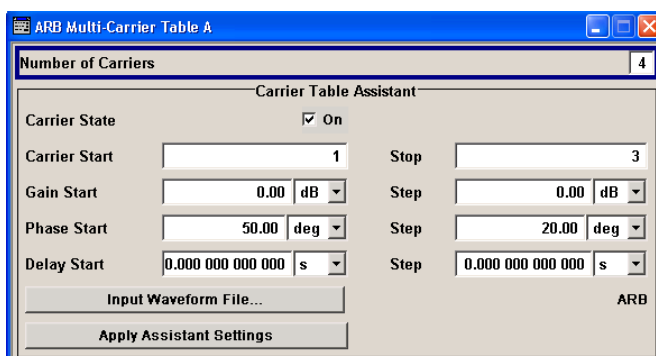 ARB Multi-Carrier Table A
Number of Carriers 4
Carrier Table Assistant
Carrier State On
Carrier Start 1 Stop 3
Gain Start 0.00 dB Step 0.00 dB
Phase Start 50.00 deg Step 20.00 deg
Delay Start 0.000 000 000 000 s Step 0.000 000 000 000 s
Input Waveform File... ARB
Apply Assistant Settings